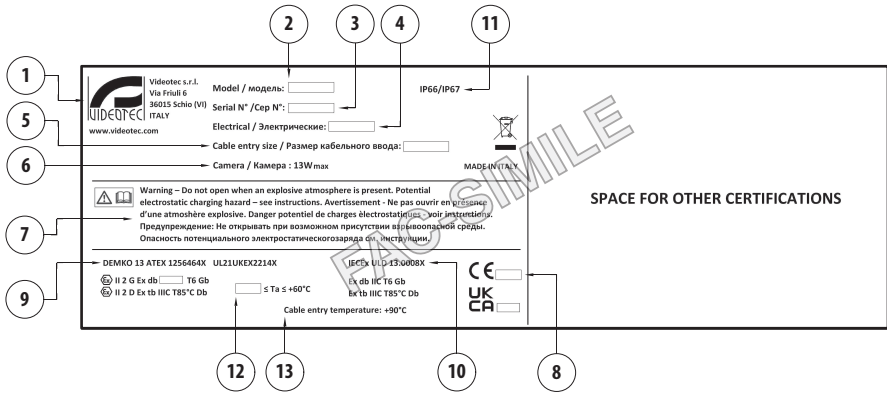 2
3
4
11
1
5
6
7
9
12
13
10
8
VIDEOTEC
www.videotec.com
Videotec s.r.l.
Via Friuli 6
36015 Schio (VI)
ITALY
Model / модель:
Serial N° /Сер N°:
Electrical / Электрические:
Cable entry size / Размер кабельного ввода:
Camera / Камера : 13Wmax
IP66/IP67
MADE IN ITALY
Warning – Do not open when an explosive atmosphere is present. Potential
electrostatic charging hazard – see instructions. Avertissement - Ne pas ouvrir en présence
d'une atmoshère explosive. Danger potentiel de charges èlectrostatiques - voir instructions.
Предупреждение: Не открывать при возможном присутствии взрывоопасной среды.
Опасность потенциального электростатическогозаряда см. инструкции.
DEMKO 13 ATEX 1256464X UL21UKEX2214X
Ex II 2 G Ex db T6 Gb
Ex II 2 D Ex tb IIIC T85°C Db
≤ Ta ≤ +60°C
IECEx ULD 13.0008X
Ex db IIC T6 Gb
Ex tb IIIC T85°C Db
Cable entry temperature: +90°C
CE
UK
CA
FAC-SIMILE
SPACE FOR OTHER CERTIFICATIONS